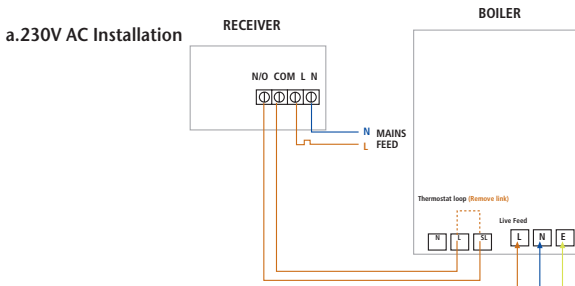 a.230V AC Installation
RECEIVER
BOILER
N/O COM L N
N MAINS
L FEED
Thermostat loop (Remove link)
Live Feed
N L SL L N E